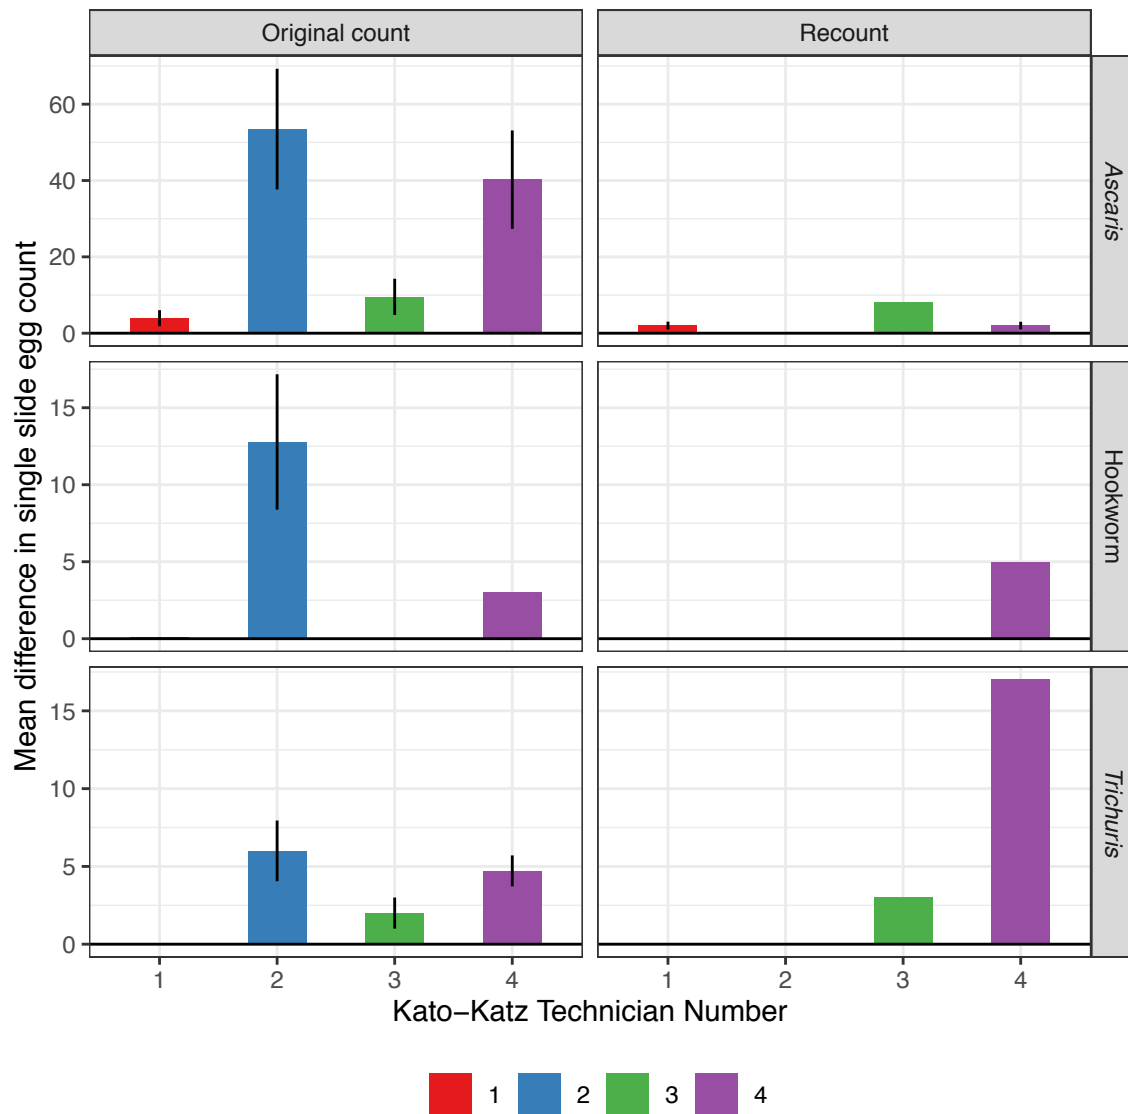 Original count
Recount
Mean difference in single slide egg count
60
40
20
0
Ascaris
15
10
5
0
Hookworm
15
10
5
0
Trichuris
1 2 3 4
1 2 3 4
Kato−Katz Technician Number
1 2 3 4